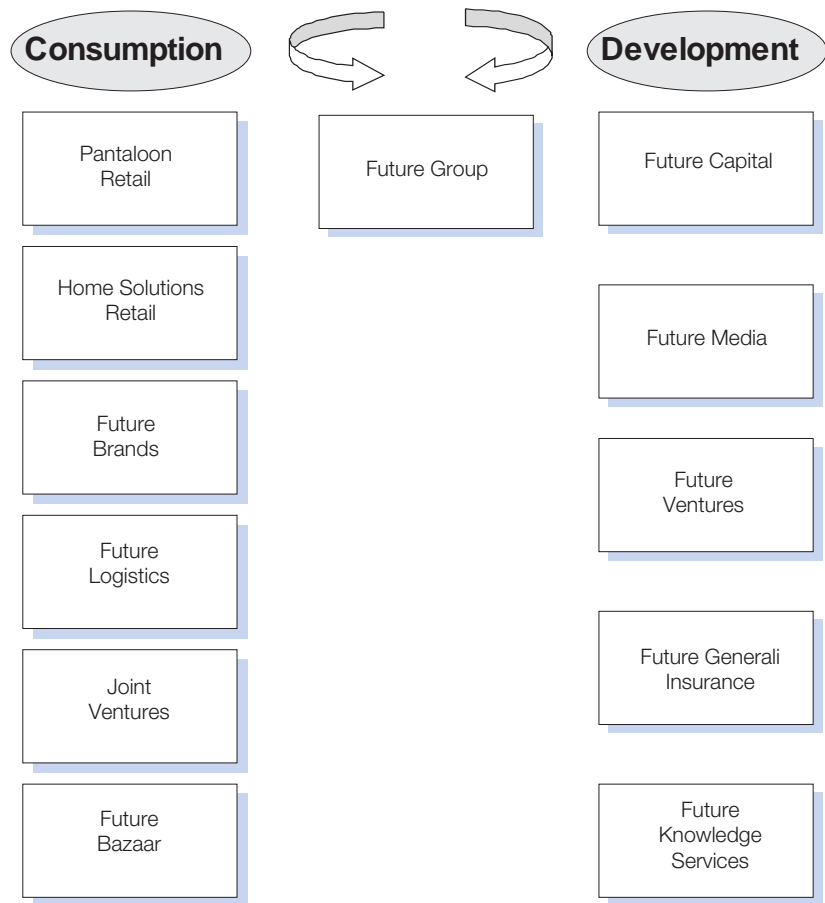 Consumption
Development
Pantaloon
Retail
Future Group
Future Capital
Home Solutions
Retail
Future Media
Future
Brands
Future
Ventures
Future
Logistics
Future Generali
Insurance
Joint
Ventures
Future
Bazaar
Future
Knowledge
Services